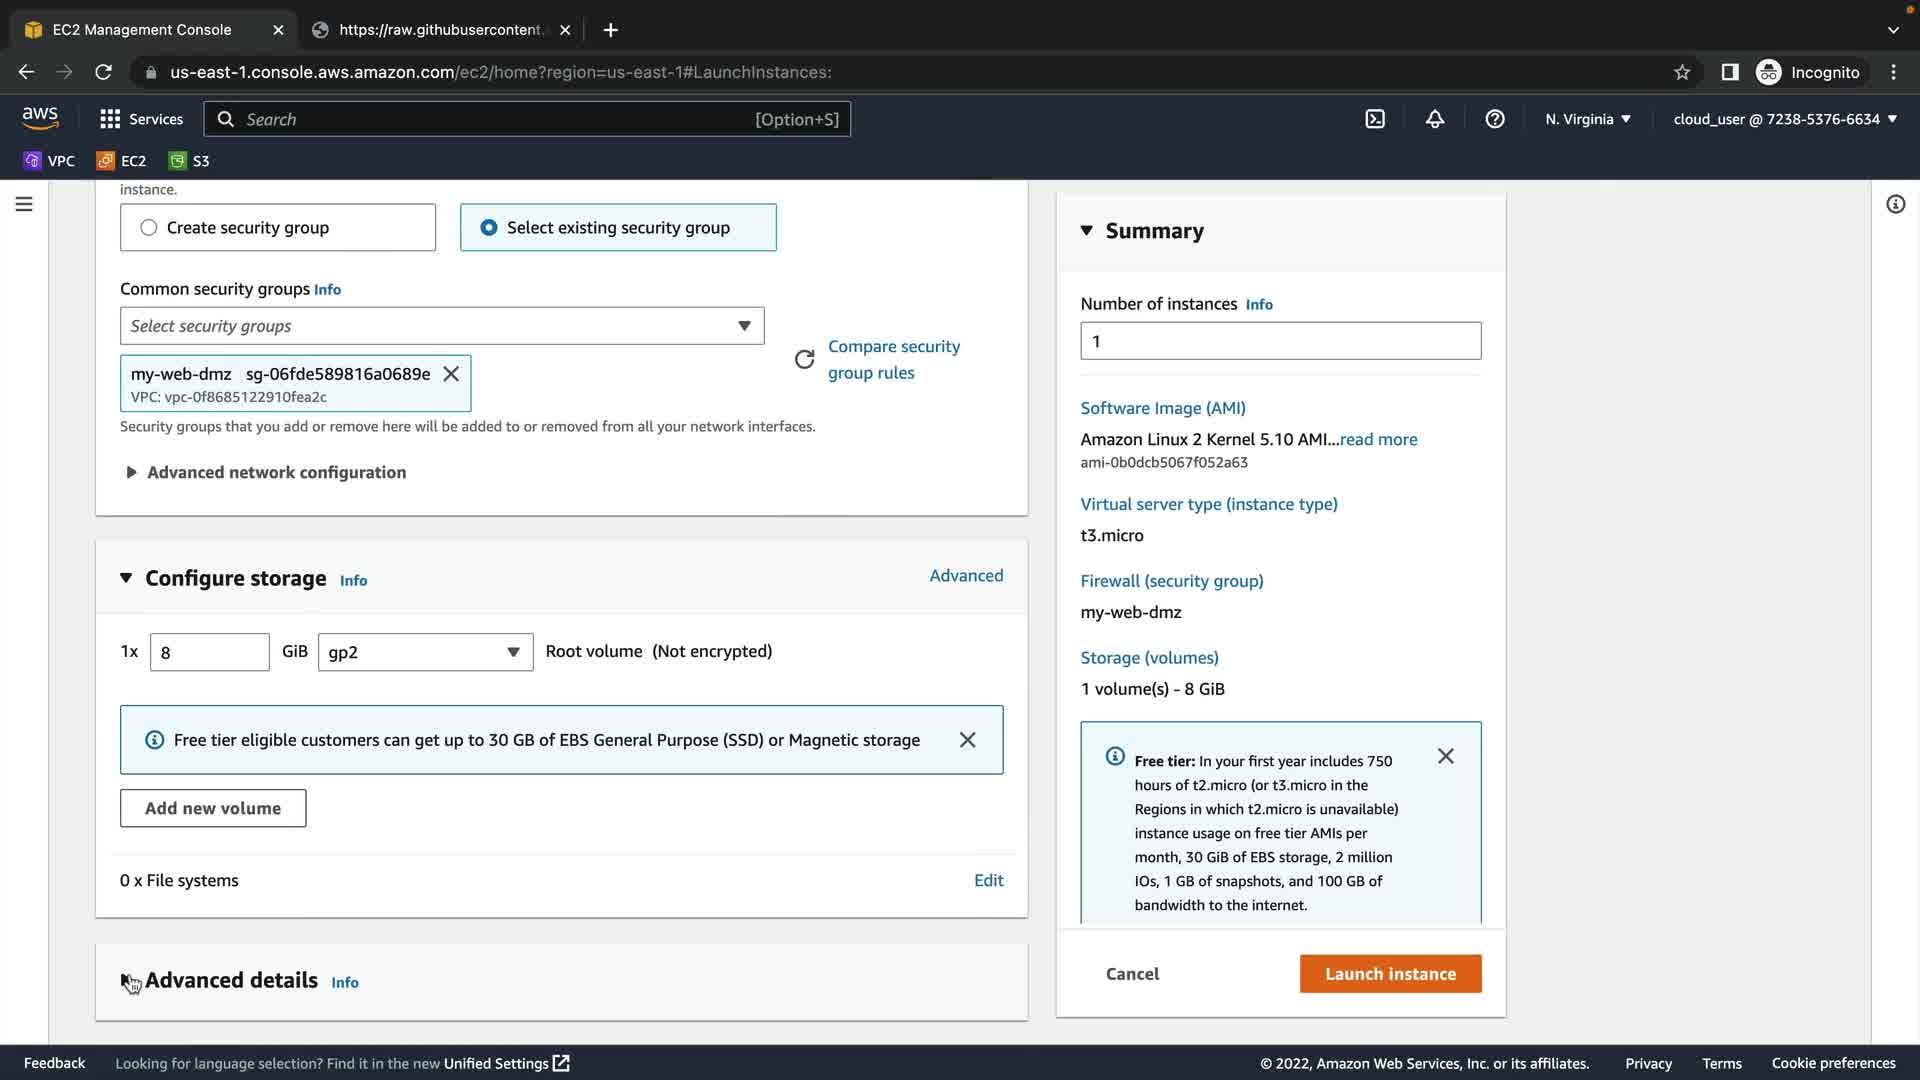 EC2 Management Console
https://raw.githubusercontent.
us-east-1.console.aws.amazon.com/ec2/home?region=us-east-1#LaunchInstances:
Incognito
aws
Services
Search
[Option+S]
N. Virginia
cloud_user @ 7238-5376-6634
VPC
EC2
S3
instance.
Create security group
Select existing security group
Common security groups Info
Select security groups
my-web-dmz sg-06fde589816a0689e
VPC: vpc-0f8685122910fea2c
Compare security
group rules
Security groups that you add or remove here will be added to or removed from all your network interfaces.
Advanced network configuration
Configure storage Info
Advanced
1x 8 GiB gp2 Root volume (Not encrypted)
Free tier eligible customers can get up to 30 GB of EBS General Purpose (SSD) or Magnetic storage
Add new volume
0 x File systems
Edit
Advanced details Info
Summary
Number of instances Info
1
Software Image (AMI)
Amazon Linux 2 Kernel 5.10 AMI...read more
ami-0b0dcb5067f052a63
Virtual server type (instance type)
t3.micro
Firewall (security group)
my-web-dmz
Storage (volumes)
1 volume(s) - 8 GiB
Free tier: In your first year includes 750
hours of t2.micro (or t3.micro in the
Regions in which t2.micro is unavailable)
instance usage on free tier AMIs per
month, 30 GiB of EBS storage, 2 million
IOs, 1 GB of snapshots, and 100 GB of
bandwidth to the internet.
Cancel
Launch instance
Feedback
Looking for language selection? Find it in the new Unified Settings
© 2022, Amazon Web Services, Inc. or its affiliates.
Privacy
Terms
Cookie preferences